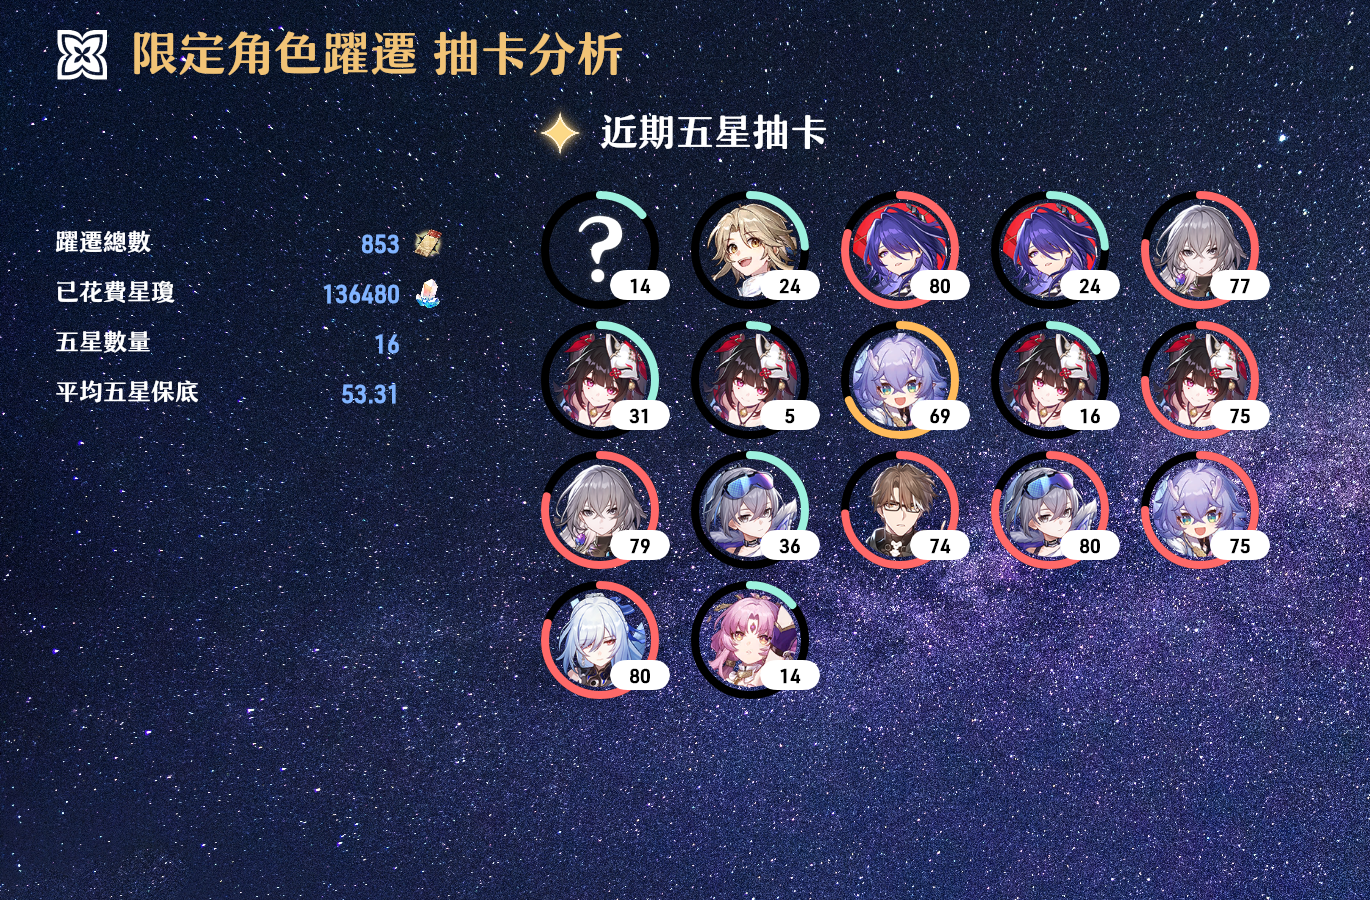 限定角色躍遷 抽卡分析
近期五星抽卡
躍遷總數 853
已花費星瓊 136480
五星數量 16
平均五星保底 53.31
?
14 24 80 24 77
31 5 69 16 75
79 36 74 80 75
80 14